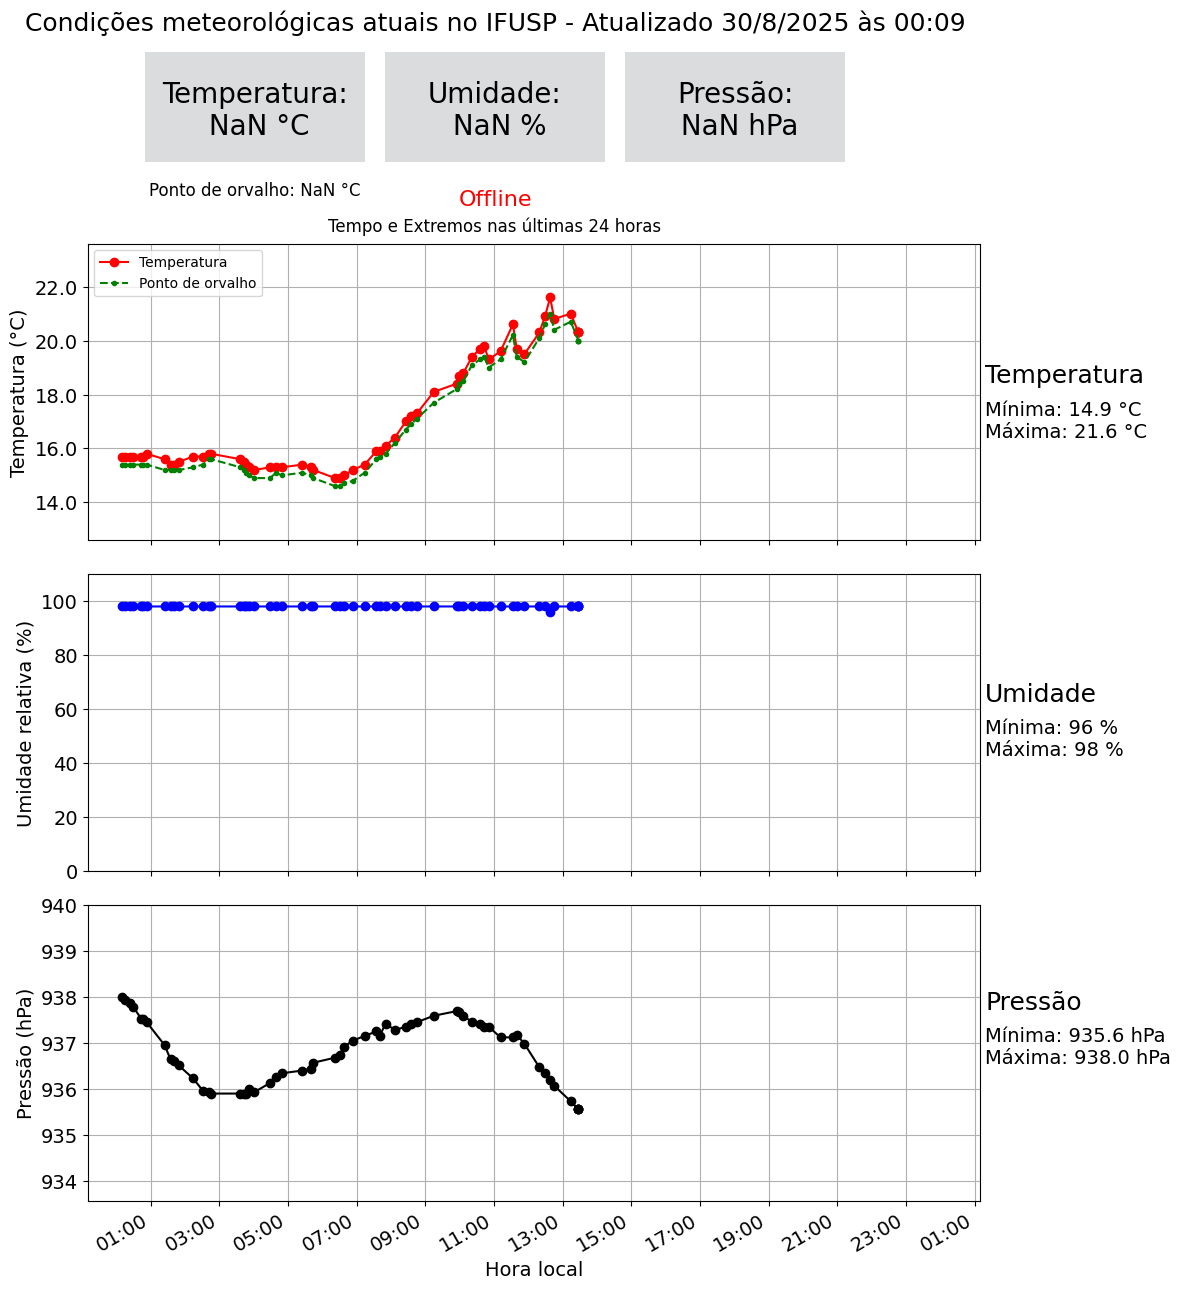 Condições meteorológicas atuais no IFUSP - Atualizado 30/8/2025 às 00:09
Temperatura:
NaN °C
Umidade:
NaN %
Pressão:
NaN hPa
Ponto de orvalho: NaN °C
Offline
Tempo e Extremos nas últimas 24 horas
Temperatura
Ponto de orvalho
Temperatura (°C)
22.0
20.0
18.0
16.0
14.0
Temperatura
Mínima: 14.9 °C
Máxima: 21.6 °C
Umidade relativa (%)
100
80
60
40
20
0
Umidade
Mínima: 96 %
Máxima: 98 %
Pressão (hPa)
940
939
938
937
936
935
934
Pressão
Mínima: 935.6 hPa
Máxima: 938.0 hPa
01:00 03:00 05:00 07:00 09:00 11:00 13:00 15:00 17:00 19:00 21:00 23:00 01:00
Hora local